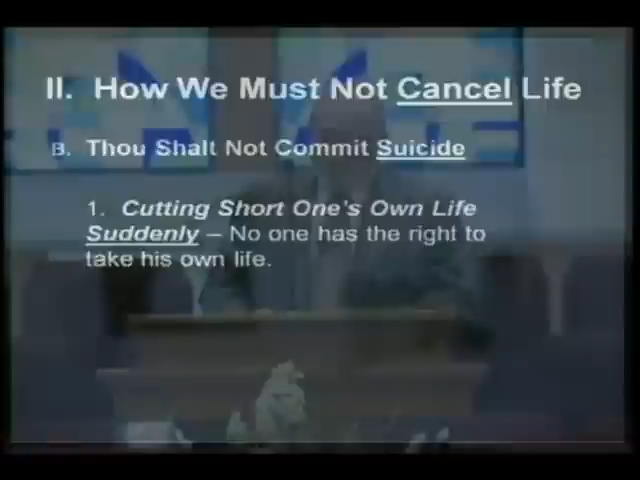 II. How We Must Not Cancel Life
B. Thou Shalt Not Commit Suicide
1. Cutting Short One's Own Life
Suddenly – No one has the right to
take his own life.